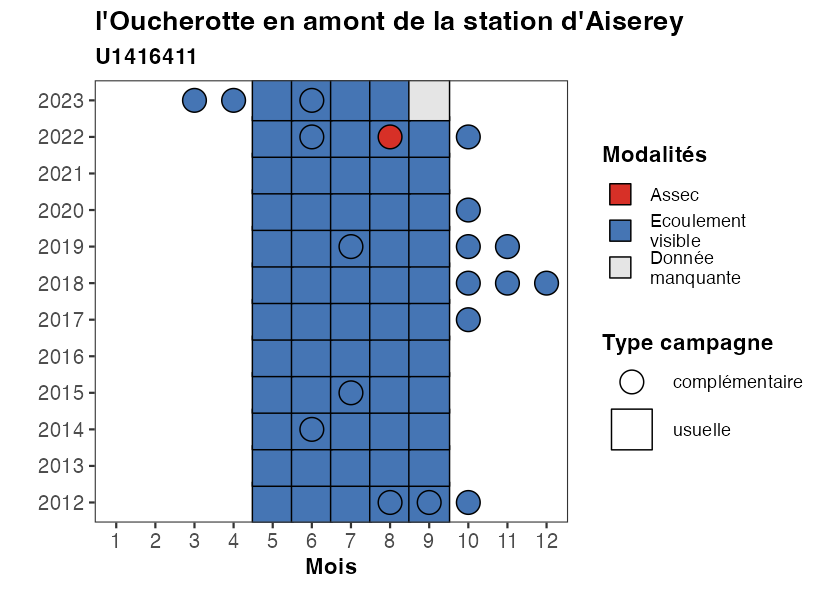 l'Oucherotte en amont de la station d'Aiserey
U1416411
2023
2022
2021
2020
2019
2018
2017
2016
2015
2014
2013
2012
1 2 3 4 5 6 7 8 9 10 11 12
Mois
Modalités
Assec
Ecoulement
visible
Donnée
manquante
Type campagne
complémentaire
usuelle